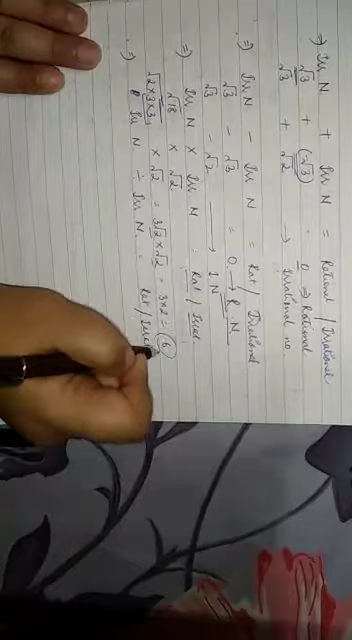 ⇒ Irr N + Irr N = Rational / Irrational
√3 + (√3) = 0 ⇒ Rational
√3 + √2 → Irrational no.
⇒ Irr N - Irr N = Rat / Irrational
√3 - √3 = 0 → R N
√3 - √2 → I N
⇒ Irr N × Irr N = Rat / Irrat.
√18 × √2
√2×3×3 × √2 = 3√2 × √2 = 3×2 = 6
⇒ Irr N ÷ Irr N = Rat / Irrat